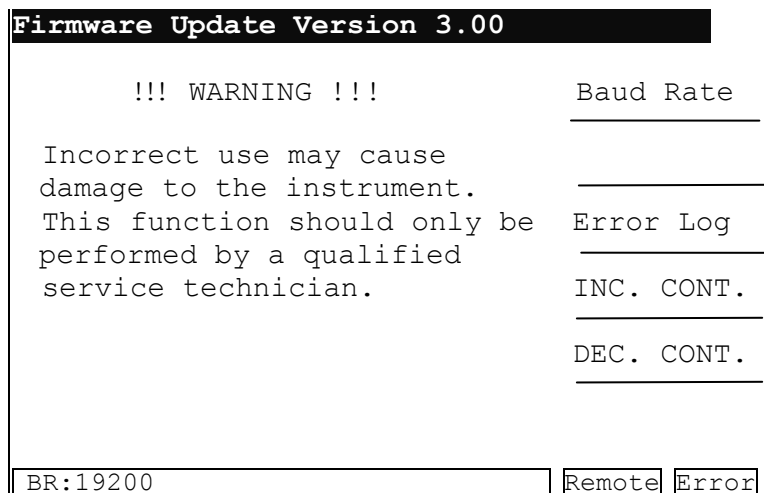 Firmware Update Version 3.00
!!! WARNING !!!
Incorrect use may cause
damage to the instrument.
This function should only be
performed by a qualified
service technician.
Baud Rate
Error Log
INC. CONT.
DEC. CONT.
BR:19200
Remote
Error